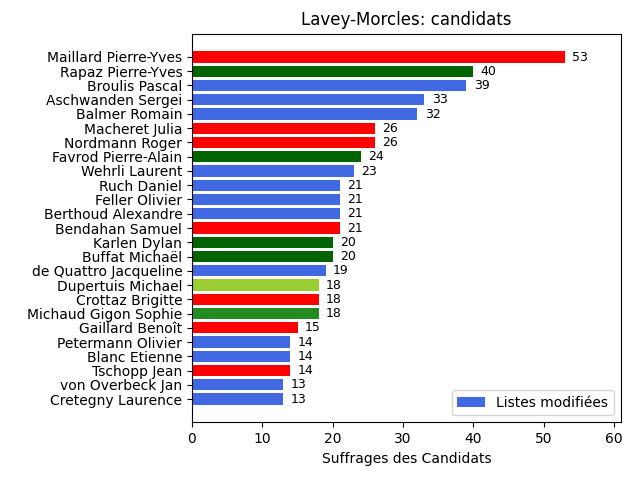 Lavey-Morcles: candidats
Maillard Pierre-Yves 53
Rapaz Pierre-Yves 40
Broulis Pascal 39
Aschwanden Sergei 33
Balmer Romain 32
Macheret Julia 26
Nordmann Roger 26
Favrod Pierre-Alain 24
Wehrli Laurent 23
Ruch Daniel 21
Feller Olivier 21
Berthoud Alexandre 21
Bendahan Samuel 21
Karlen Dylan 20
Buffat Michaël 20
de Quattro Jacqueline 19
Dupertuis Michael 18
Crottaz Brigitte 18
Michaud Gigon Sophie 18
Gaillard Benoît 15
Petermann Olivier 14
Blanc Etienne 14
Tschopp Jean 14
von Overbeck Jan 13
Cretegny Laurence 13
Listes modifiées
0 10 20 30 40 50 60
Suffrages des Candidats